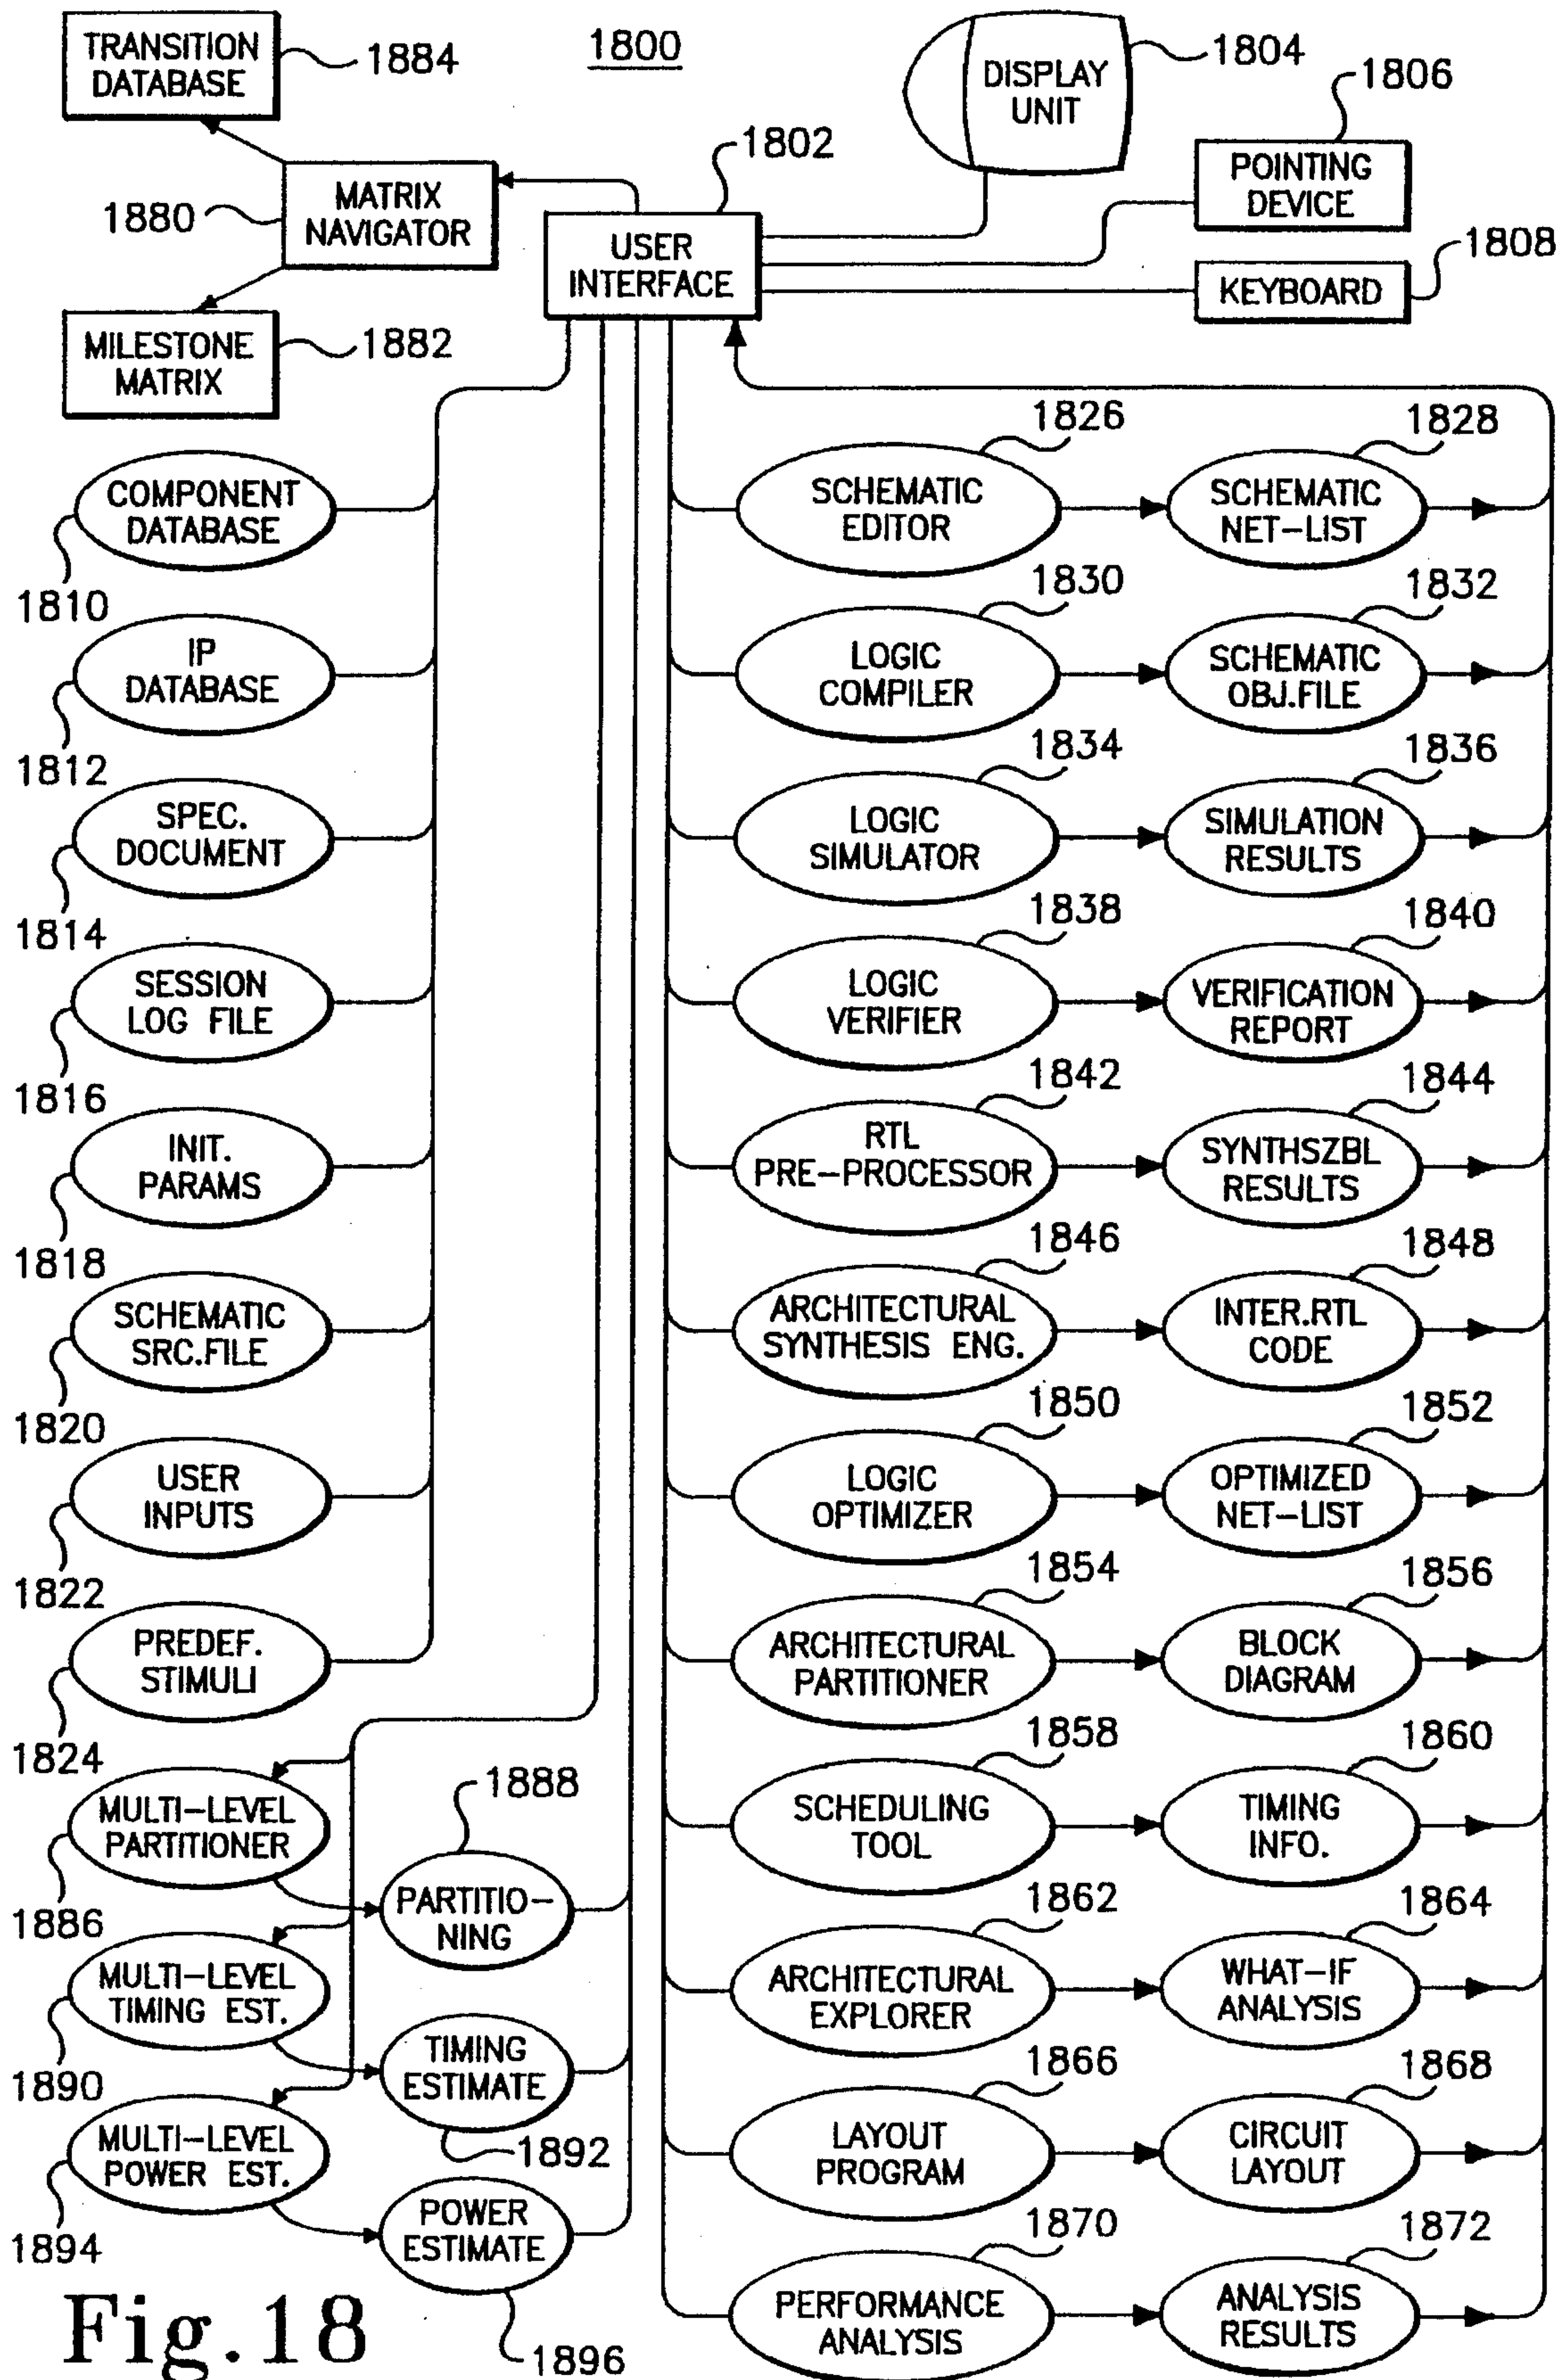 TRANSITION
DATABASE
1884
1800
DISPLAY
UNIT
1804
1806
POINTING
DEVICE
1802
MATRIX
NAVIGATOR
1880
USER
INTERFACE
1808
KEYBOARD
MILESTONE
MATRIX
1882
COMPONENT
DATABASE
1810
IP
DATABASE
1812
SPEC.
DOCUMENT
1814
SESSION
LOG FILE
1816
INIT.
PARAMS
1818
SCHEMATIC
SRC.FILE
1820
USER
INPUTS
1822
PREDEF.
STIMULI
1824
MULTI-LEVEL
PARTITIONER
1886
1888
PARTITIO-
NING
MULTI-LEVEL
TIMING EST.
1890
TIMING
ESTIMATE
1892
MULTI-LEVEL
POWER EST.
1894
POWER
ESTIMATE
1896
1826
SCHEMATIC
EDITOR
1828
SCHEMATIC
NET-LIST
1830
LOGIC
COMPILER
1832
SCHEMATIC
OBJ.FILE
1834
LOGIC
SIMULATOR
1836
SIMULATION
RESULTS
1838
LOGIC
VERIFIER
1840
VERIFICATION
REPORT
1842
RTL
PRE-PROCESSOR
1844
SYNTHSZBL
RESULTS
1846
ARCHITECTURAL
SYNTHESIS ENG.
1848
INTER.RTL
CODE
1850
LOGIC
OPTIMIZER
1852
OPTIMIZED
NET-LIST
1854
ARCHITECTURAL
PARTITIONER
1856
BLOCK
DIAGRAM
1858
SCHEDULING
TOOL
1860
TIMING
INFO.
1862
ARCHITECTURAL
EXPLORER
1864
WHAT-IF
ANALYSIS
1866
LAYOUT
PROGRAM
1868
CIRCUIT
LAYOUT
1870
PERFORMANCE
ANALYSIS
1872
ANALYSIS
RESULTS
Fig.18